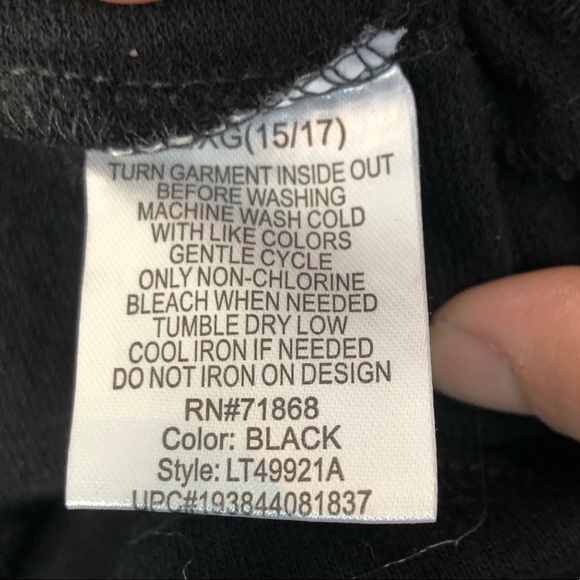 XG(15/17)
TURN GARMENT INSIDE OUT
BEFORE WASHING
MACHINE WASH COLD
WITH LIKE COLORS
GENTLE CYCLE
ONLY NON-CHLORINE
BLEACH WHEN NEEDED
TUMBLE DRY LOW
COOL IRON IF NEEDED
DO NOT IRON ON DESIGN
RN#71868
Color: BLACK
Style: LT49921A
UPC#193844081837